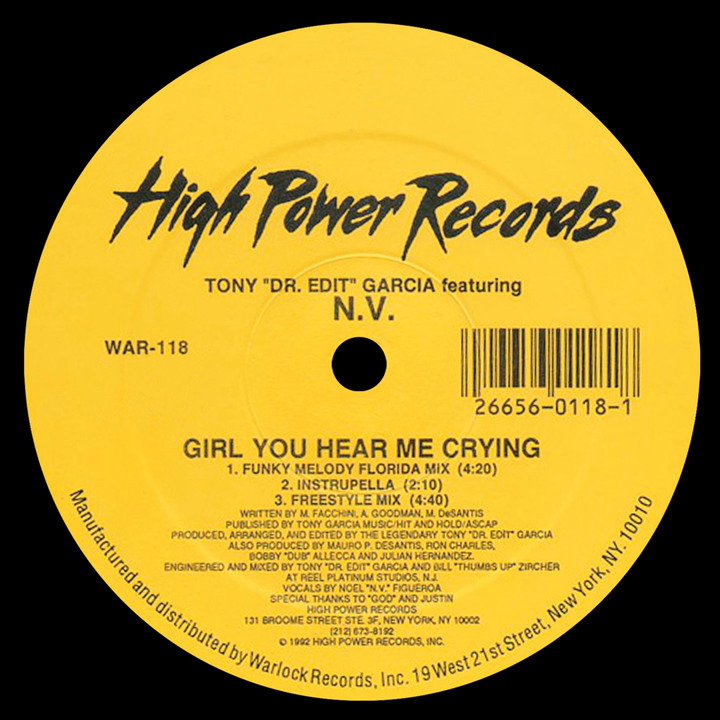 High Power Records
TONY "DR. EDIT" GARCIA featuring
N.V.
WAR-118
26656-0118-1
GIRL YOU HEAR ME CRYING
1. FUNKY MELODY FLORIDA MIX (4:20)
2. INSTRUPELLA (2:10)
3. FREESTYLE MIX (4:40)
WRITTEN BY M. FACCHINI, A. GOODMAN, M. DeSANTIS
PUBLISHED BY TONY GARCIA MUSIC/HIT AND HOLD/ASCAP
PRODUCED, ARRANGED, AND EDITED BY THE LEGENDARY TONY "DR. EDIT" GARCIA
ALSO PRODUCED BY MAURO P. DESANTIS, RON CHARLES,
BOBBY "DUB" ALLECCA AND JULIAN HERNANDEZ.
ENGINEERED AND MIXED BY TONY "DR. EDIT" GARCIA AND BILL "THUMBS UP" ZIRCHER
AT REEL PLATINUM STUDIOS, N.J.
VOCALS BY NOEL "N.V." FIGUEROA
SPECIAL THANKS TO "GOD" AND JUSTIN
HIGH POWER RECORDS
131 BROOME STREET STE. 3F, NEW YORK, NY 10002
(212) 673-8192
© 1992 HIGH POWER RECORDS, INC.
Manufactured and distributed by Warlock Records, Inc. 19 West 21st Street, New York, NY. 10010